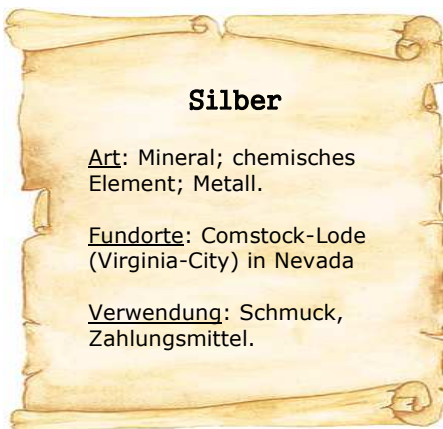 Silber
Art: Mineral; chemisches
Element; Metall.
Fundorte: Comstock-Lode
(Virginia-City) in Nevada
Verwendung: Schmuck,
Zahlungsmittel.